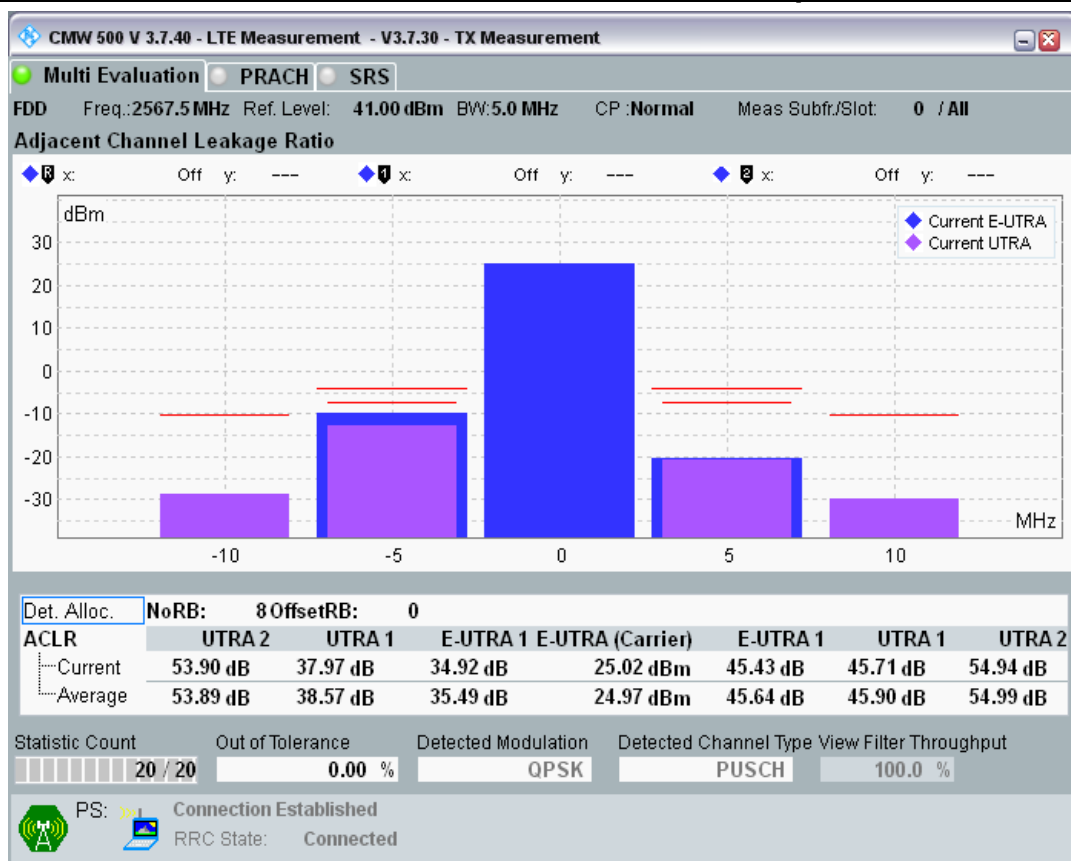 CMW 500 V 3.7.40 - LTE Measurement - V3.7.30 - TX Measurement
Multi Evaluation PRACH SRS
FDD Freq.:2567.5 MHz Ref. Level: 41.00 dBm BW:5.0 MHz CP :Normal Meas Subfr./Slot: 0 / All
Adjacent Channel Leakage Ratio
R x: Off y: --- 1 x: Off y: --- 2 x: Off y: ---
dBm
Current E-UTRA
Current UTRA
30
20
10
0
-10
-20
-30
MHz
-10 -5 0 5 10
Det. Alloc. NoRB: 8 OffsetRB: 0
ACLR UTRA 2 UTRA 1 E-UTRA 1 E-UTRA (Carrier) E-UTRA 1 UTRA 1 UTRA 2
Current 53.90 dB 37.97 dB 34.92 dB 25.02 dBm 45.43 dB 45.71 dB 54.94 dB
Average 53.89 dB 38.57 dB 35.49 dB 24.97 dBm 45.64 dB 45.90 dB 54.99 dB
Statistic Count Out of Tolerance Detected Modulation Detected Channel Type View Filter Throughput
20 / 20 0.00 % QPSK PUSCH 100.0 %
PS: Connection Established
RRC State: Connected